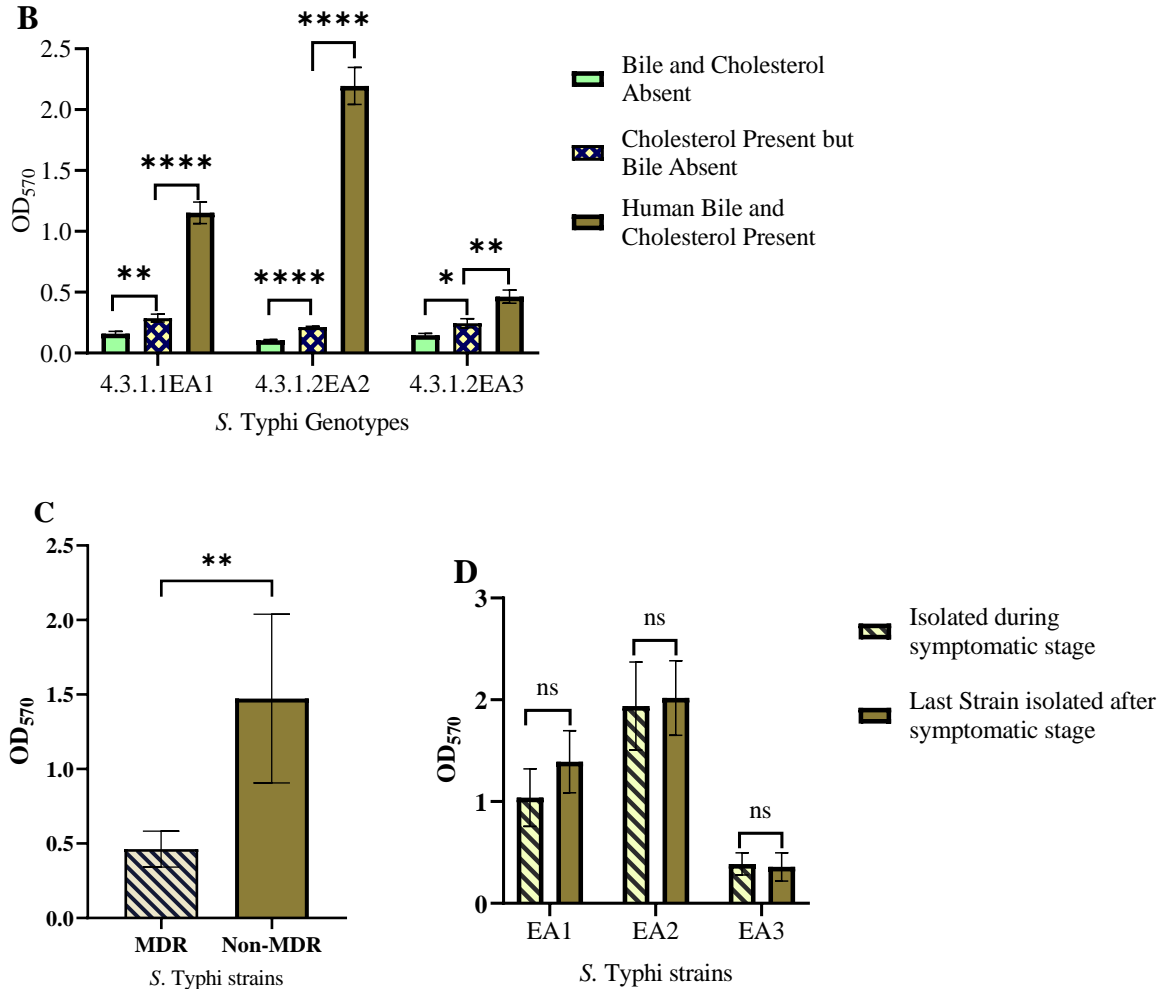 B
****
2.5
2.0
1.5
1.0
0.5
0.0
OD570
****
**
****
*
**
4.3.1.1EA1
4.3.1.2EA2
4.3.1.2EA3
S. Typhi Genotypes
Bile and Cholesterol
Absent
Cholesterol Present but
Bile Absent
Human Bile and
Cholesterol Present
C
2.5
2.0
1.5
1.0
0.5
0.0
OD570
**
MDR
Non-MDR
S. Typhi strains
D
3
2
1
0
OD570
ns
ns
ns
EA1
EA2
EA3
S. Typhi strains
Isolated during
symptomatic stage
Last Strain isolated after
symptomatic stage